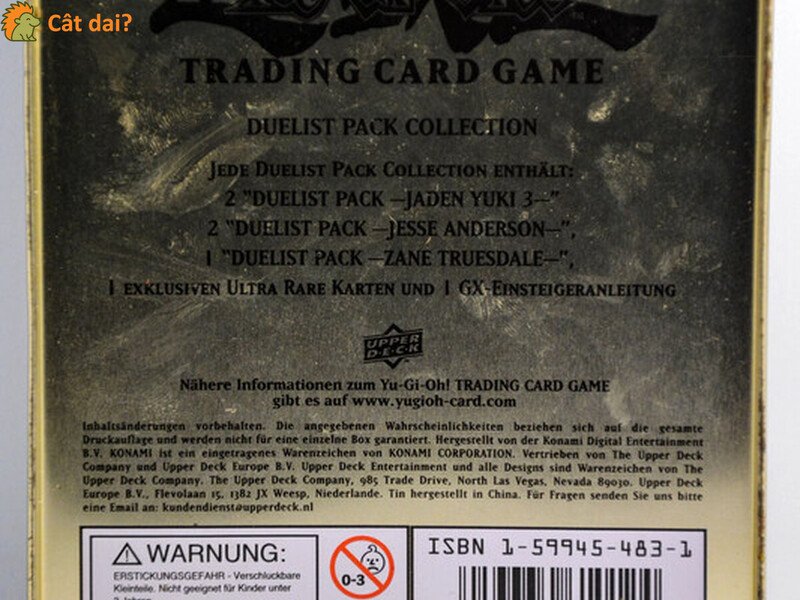 Cât dai?
TRADING CARD GAME
DUELIST PACK COLLECTION
JEDE DUELIST PACK COLLECTION ENTHÄLT:
2 "DUELIST PACK —JADEN YUKI 3—"
2 "DUELIST PACK —JESSE ANDERSON—",
1 "DUELIST PACK —ZANE TRUESDALE—",
1 EXKLUSIVEN ULTRA RARE KARTEN UND 1 GX-EINSTEIGERANLEITUNG
UPPER
D·E·C·K
Nähere Informationen zum Yu-Gi-Oh! TRADING CARD GAME
gibt es auf www.yugioh-card.com
Inhaltsänderungen vorbehalten. Die angegebenen Wahrscheinlichkeiten beziehen sich auf die gesamte
Druckauflage und werden nicht für eine einzelne Box garantiert. Hergestellt von der Konami Digital Entertainment
B.V. KONAMI ist ein eingetragenes Warenzeichen von KONAMI CORPORATION. Vertrieben von The Upper Deck
Company und Upper Deck Europe B.V. Upper Deck Entertainment und alle Designs sind Warenzeichen von The
Upper Deck Company. The Upper Deck Company, 985 Trade Drive, North Las Vegas, Nevada 89030. Upper Deck
Europe B.V., Flevolaan 15, 1382 JX Weesp, Niederlande. Tin hergestellt in China. Für Fragen senden Sie uns bitte
eine Email an: kundendienst@upperdeck.nl
WARNUNG:
ERSTICKUNGSGEFAHR - Verschluckbare
Kleinteile. Nicht geeignet für Kinder unter
0-3
ISBN 1-59945-483-1